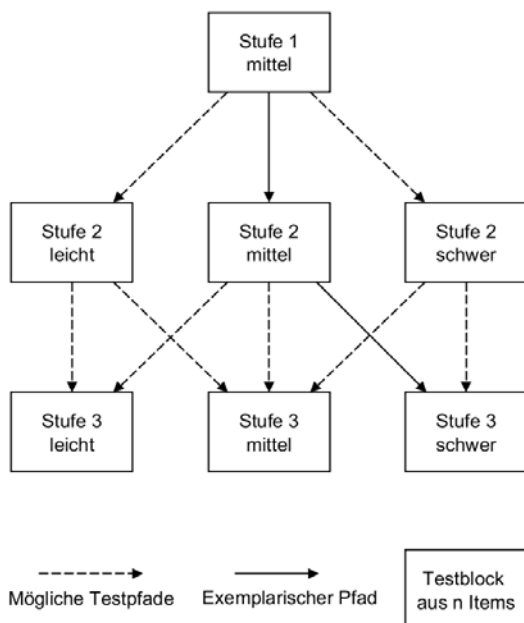 Stufe 1
mittel
Stufe 2
leicht
Stufe 2
mittel
Stufe 2
schwer
Stufe 3
leicht
Stufe 3
mittel
Stufe 3
schwer
Mögliche Testpfade
Exemplarischer Pfad
Testblock
aus n Items